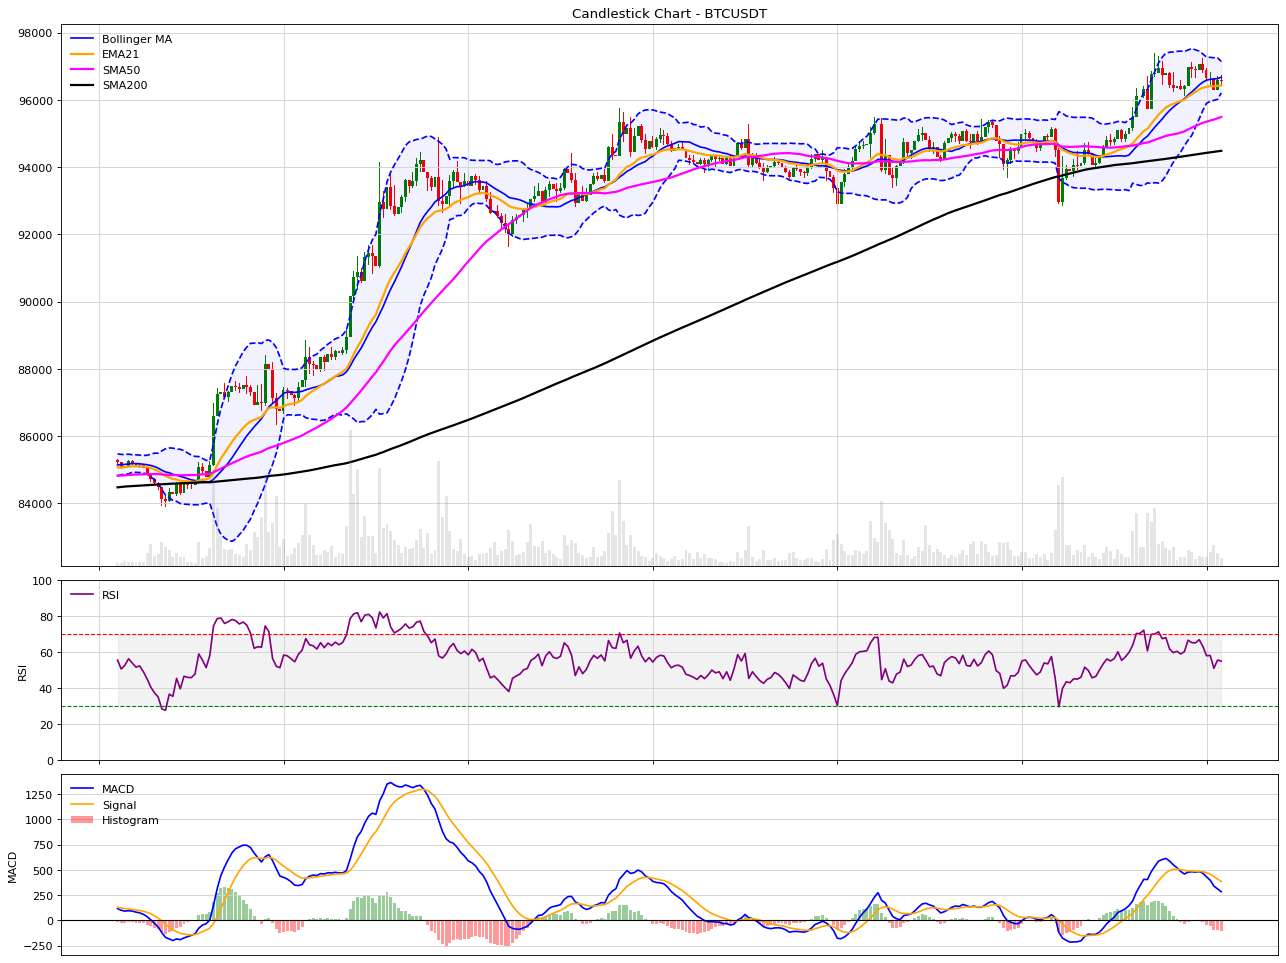 Candlestick Chart - BTCUSDT
98000
96000
94000
92000
90000
88000
86000
84000
Bollinger MA
EMA21
SMA50
SMA200
100
80
60
40
20
0
RSI
RSI
1250
1000
750
500
250
0
−250
MACD
MACD
Signal
Histogram